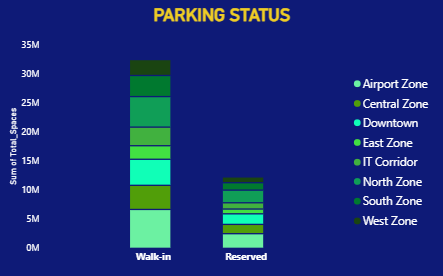 PARKING STATUS
35M
30M
25M
20M
15M
10M
5M
0M
Sum of Total_Spaces
Walk-in
Reserved
Airport Zone
Central Zone
Downtown
East Zone
IT Corridor
North Zone
South Zone
West Zone